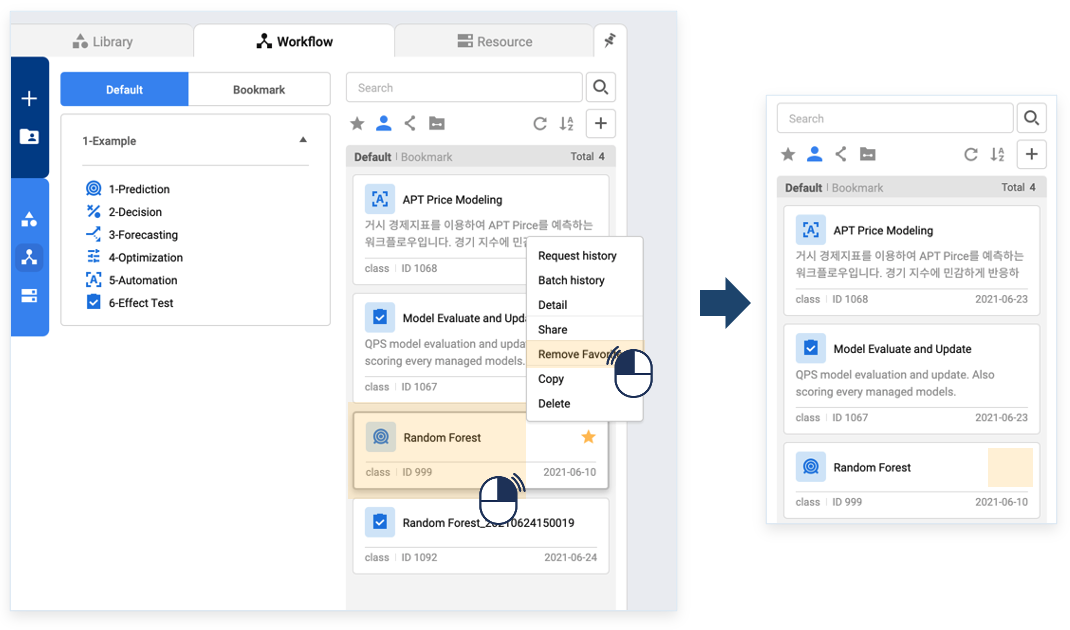 Library
Workflow
Resource
Default
Bookmark
1-Example
1-Prediction
2-Decision
3-Forecasting
4-Optimization
5-Automation
6-Effect Test
Search
Default | Bookmark
Total 4
APT Price Modeling
거시 경제지표를 이용하여 APT Pirce를 예측하는
워크플로우입니다. 경기 지수에 민감
class | ID 1068
Model Evaluate and Upda
QPS model evaluation and upda
scoring every managed models.
class | ID 1067
Random Forest
class | ID 999
2021-06-10
Random Forest_20210624150019
class | ID 1092
2021-06-24
Request history
Batch history
Detail
Share
Remove Favori
Copy
Delete
Search
Default | Bookmark
Total 4
APT Price Modeling
거시 경제지표를 이용하여 APT Pirce를 예측하는
워크플로우입니다. 경기 지수에 민감하게 반응하
class | ID 1068
2021-06-23
Model Evaluate and Update
QPS model evaluation and update. Also
scoring every managed models.
class | ID 1067
2021-06-23
Random Forest
class | ID 999
2021-06-10